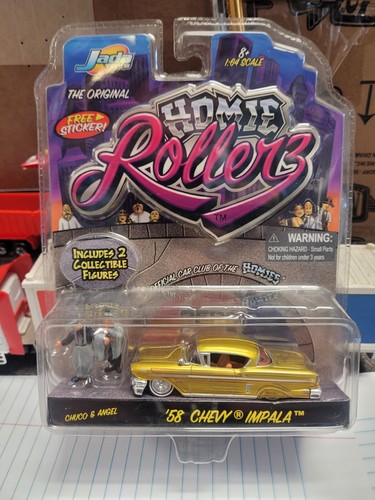 Jada
8+
1:64 SCALE
THE ORIGINAL
FREE
STICKER!
HOMIE
Rollerz
TM
INCLUDES 2
COLLECTIBLE
FIGURES
WARNING:
CHOKING HAZARD - Small Parts
Not for children under 3 years
OFFICIAL CAR CLUB OF THE HOMIES
CHUCO & ANGEL
'58 CHEVY® IMPALA™